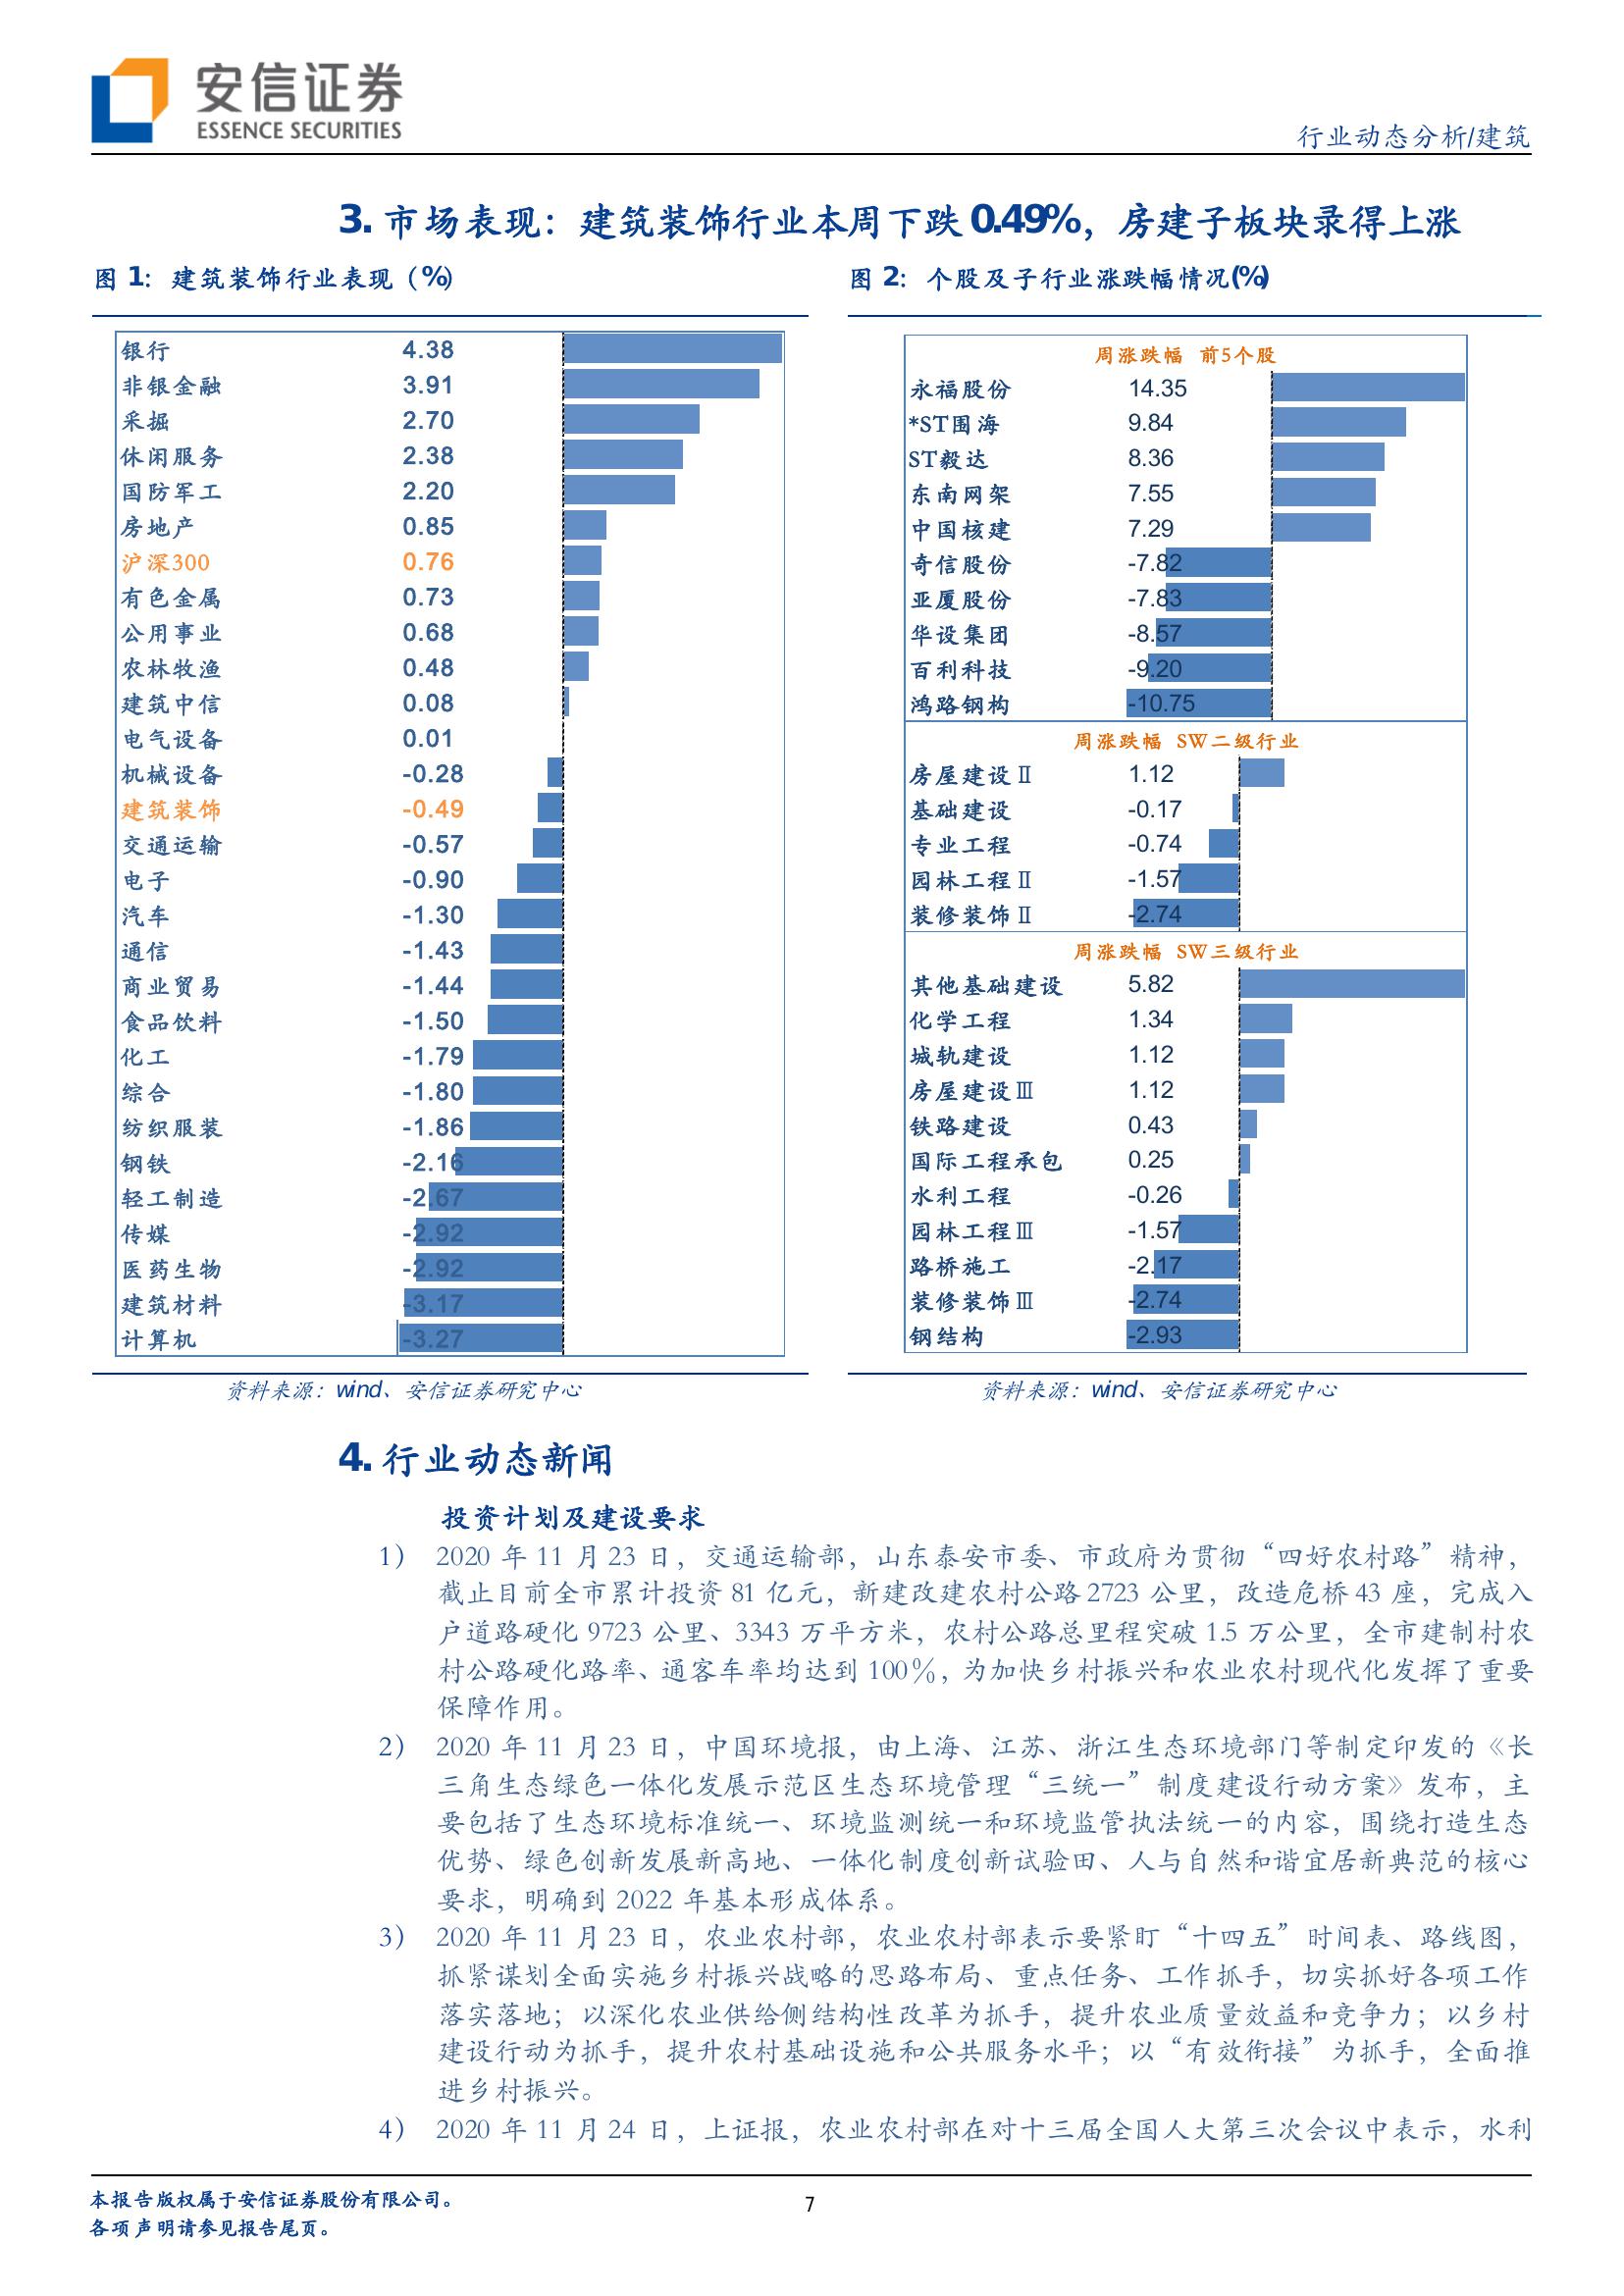 安信证券
ESSENCE SECURITIES
行业动态分析/建筑
3. 市场表现：建筑装饰行业本周下跌 0.49%，房建子板块录得上涨
图 1：建筑装饰行业表现（%）
银行 4.38
非银金融 3.91
采掘 2.70
休闲服务 2.38
国防军工 2.20
房地产 0.85
沪深300 0.76
有色金属 0.73
公用事业 0.68
农林牧渔 0.48
建筑中信 0.08
电气设备 0.01
机械设备 -0.28
建筑装饰 -0.49
交通运输 -0.57
电子 -0.90
汽车 -1.30
通信 -1.43
商业贸易 -1.44
食品饮料 -1.50
化工 -1.79
综合 -1.80
纺织服装 -1.86
钢铁 -2.16
轻工制造 -2.67
传媒 -2.92
医药生物 -2.92
建筑材料 -3.17
计算机 -3.27
资料来源：wind、安信证券研究中心
图 2：个股及子行业涨跌幅情况(%)
周涨跌幅 前5个股
永福股份 14.35
*ST围海 9.84
ST毅达 8.36
东南网架 7.55
中国核建 7.29
奇信股份 -7.82
亚厦股份 -7.83
华设集团 -8.57
百利科技 -9.20
鸿路钢构 -10.75
周涨跌幅 SW二级行业
房屋建设Ⅱ 1.12
基础建设 -0.17
专业工程 -0.74
园林工程Ⅱ -1.57
装修装饰Ⅱ -2.74
周涨跌幅 SW三级行业
其他基础建设 5.82
化学工程 1.34
城轨建设 1.12
房屋建设Ⅲ 1.12
铁路建设 0.43
国际工程承包 0.25
水利工程 -0.26
园林工程Ⅲ -1.57
路桥施工 -2.17
装修装饰Ⅲ -2.74
钢结构 -2.93
资料来源：wind、安信证券研究中心
4. 行业动态新闻
投资计划及建设要求
1） 2020 年 11 月 23 日，交通运输部，山东泰安市委、市政府为贯彻“四好农村路”精神，
截止目前全市累计投资 81 亿元，新建改建农村公路 2723 公里，改造危桥 43 座，完成入
户道路硬化 9723 公里、3343 万平方米，农村公路总里程突破 1.5 万公里，全市建制村农
村公路硬化路率、通客车率均达到 100%，为加快乡村振兴和农业农村现代化发挥了重要
保障作用。
2） 2020 年 11 月 23 日，中国环境报，由上海、江苏、浙江生态环境部门等制定印发的《长
三角生态绿色一体化发展示范区生态环境管理“三统一”制度建设行动方案》发布，主
要包括了生态环境标准统一、环境监测统一和环境监管执法统一的内容，围绕打造生态
优势、绿色创新发展新高地、一体化制度创新试验田、人与自然和谐宜居新典范的核心
要求，明确到 2022 年基本形成体系。
3） 2020 年 11 月 23 日，农业农村部，农业农村部表示要紧盯“十四五”时间表、路线图，
抓紧谋划全面实施乡村振兴战略的思路布局、重点任务、工作抓手，切实抓好各项工作
落实落地；以深化农业供给侧结构性改革为抓手，提升农业质量效益和竞争力；以乡村
建设行动为抓手，提升农村基础设施和公共服务水平；以“有效衔接”为抓手，全面推
进乡村振兴。
4） 2020 年 11 月 24 日，上证报，农业农村部在对十三届全国人大第三次会议中表示，水利
本报告版权属于安信证券股份有限公司。
各项声明请参见报告尾页。
7